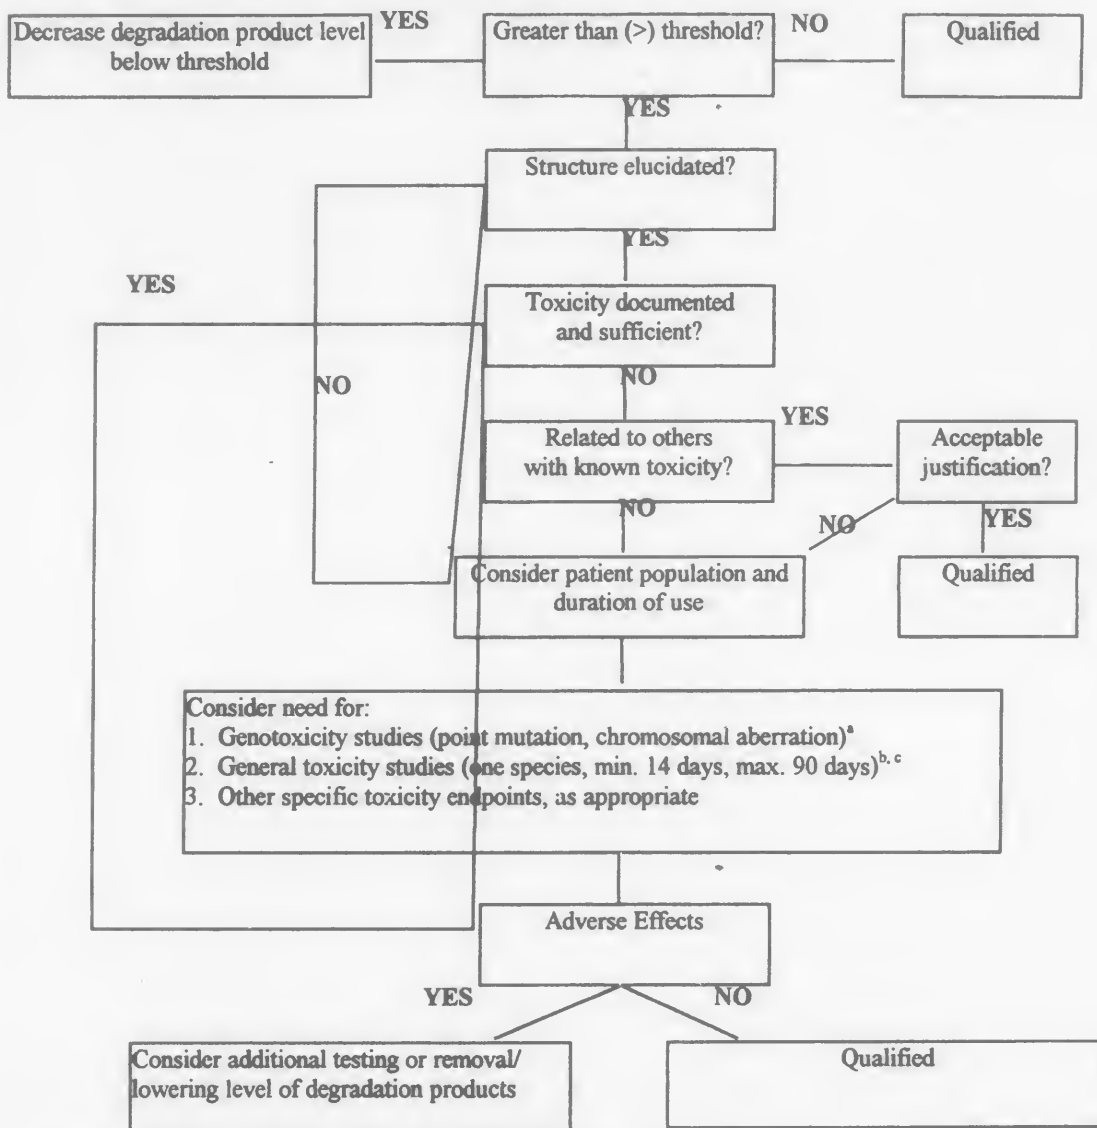 Decrease degradation product level
below threshold
YES
Greater than (>) threshold?
NO
Qualified
YES
Structure elucidated?
YES
YES
Toxicity documented
and sufficient?
NO
NO
Related to others
with known toxicity?
YES
Acceptable
justification?
NO
NO
YES
Consider patient population and
duration of use
Qualified
Consider need for:
1. Genotoxicity studies (point mutation, chromosomal aberration)ᵃ
2. General toxicity studies (one species, min. 14 days, max. 90 days)ᵇ, ᶜ
3. Other specific toxicity endpoints, as appropriate
Adverse Effects
YES
NO
Consider additional testing or removal/
lowering level of degradation products
Qualified